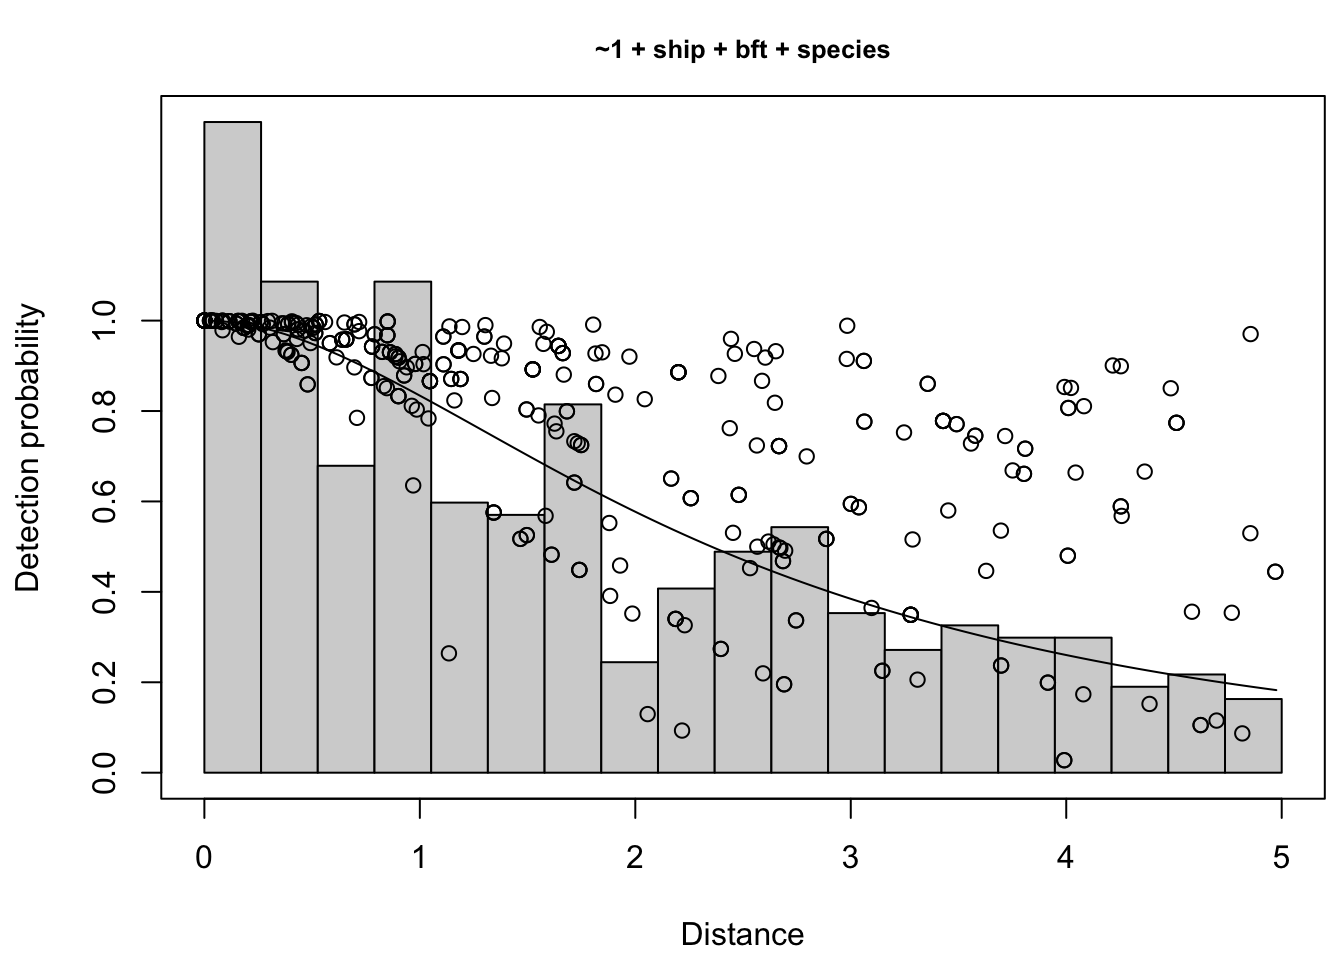 ~1 + ship + bft + species
Detection probability
1.0
0.8
0.6
0.4
0.2
0.0
0 1 2 3 4 5
Distance